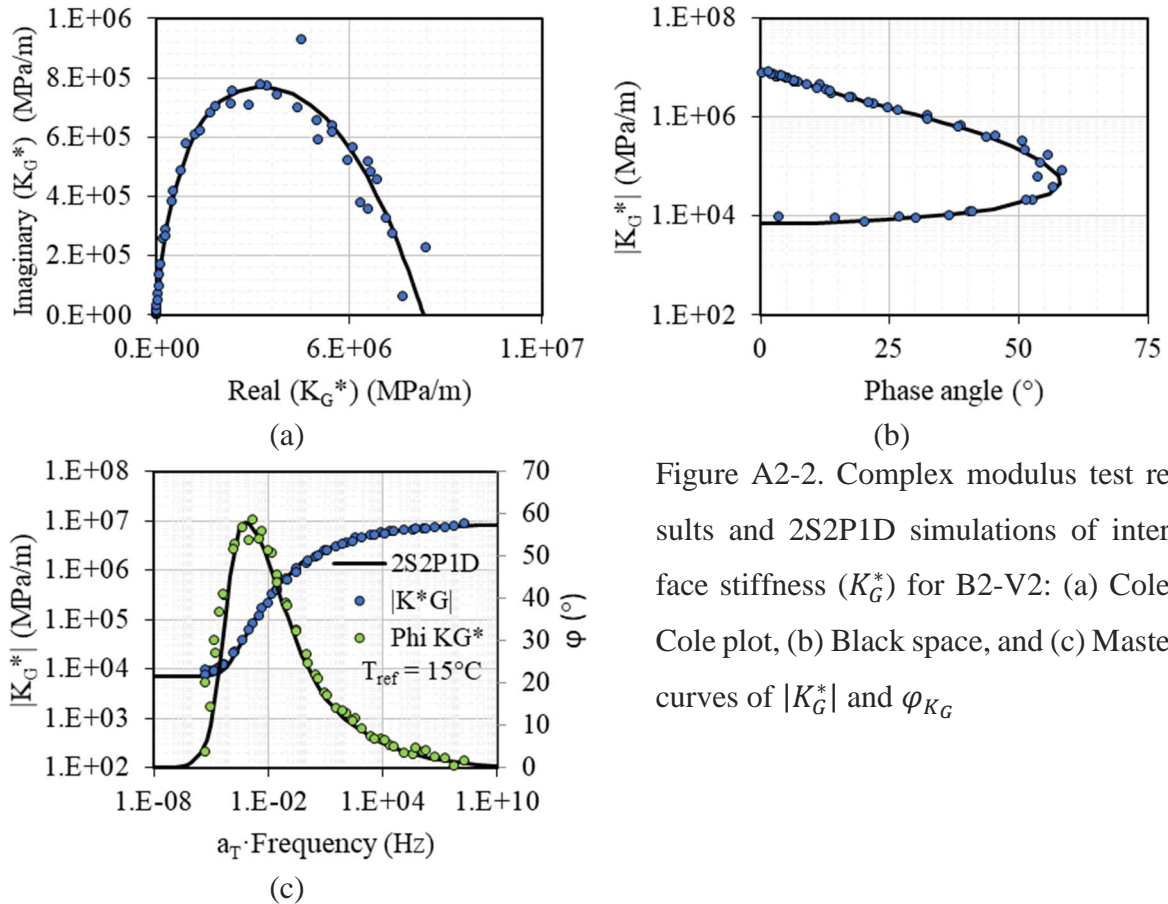 1.E+06
8.E+05
6.E+05
4.E+05
2.E+05
0.E+00
Imaginary (K_G*) (MPa/m)
0.E+00 6.E+06 1.E+07
Real (K_G*) (MPa/m)
(a)
1.E+08
1.E+06
1.E+04
1.E+02
|K_G*| (MPa/m)
0 25 50 75
Phase angle (°)
(b)
1.E+08
1.E+07
1.E+06
1.E+05
1.E+04
1.E+03
1.E+02
|K_G*| (MPa/m)
2S2P1D
|K*G|
Phi KG*
T_ref = 15°C
70
60
50
40
30
20
10
0
φ (°)
1.E-08 1.E-02 1.E+04 1.E+10
a_T·Frequency (Hz)
(c)
Figure A2-2. Complex modulus test re
sults and 2S2P1D simulations of inter
face stiffness (K_G^*) for B2-V2: (a) Cole
Cole plot, (b) Black space, and (c) Maste
curves of |K_G^*| and φ_{K_G}